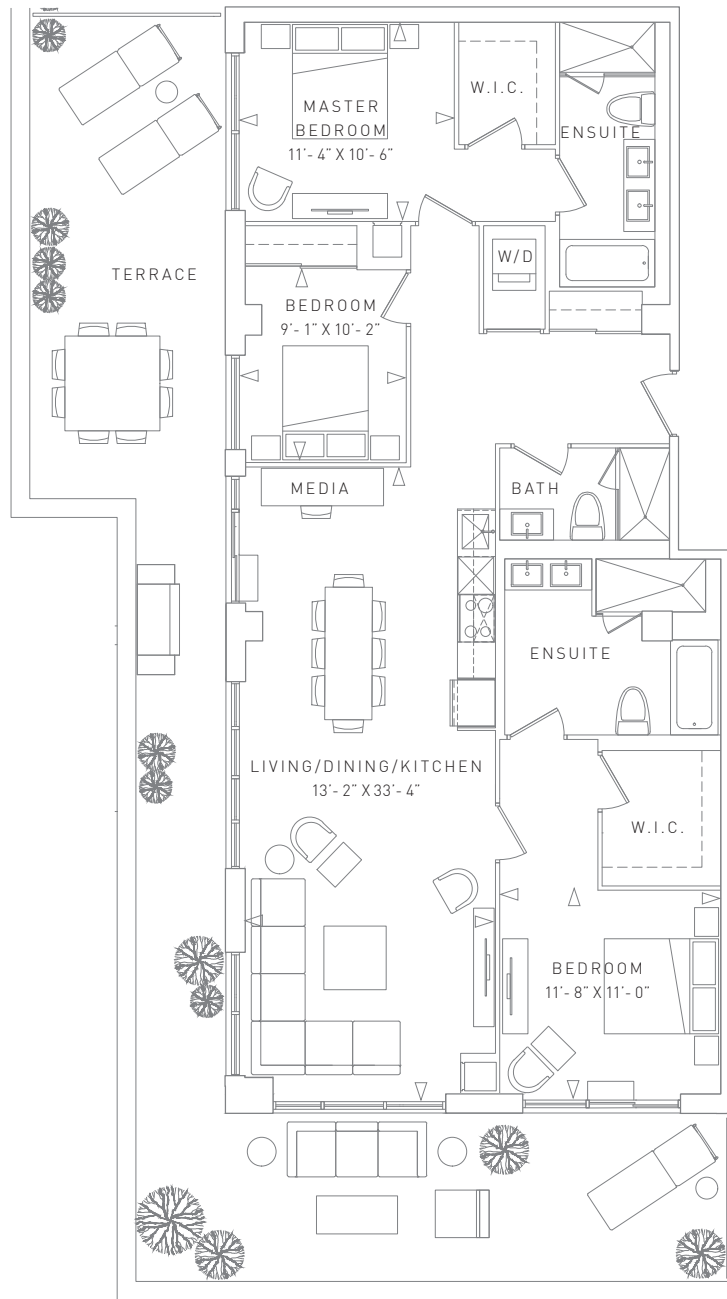 MASTER
BEDROOM
11'- 4" X 10'- 6"
W.I.C.
ENSUITE
TERRACE
W/D
BEDROOM
9'- 1" X 10'- 2"
MEDIA
BATH
ENSUITE
LIVING/DINING/KITCHEN
13'- 2" X 33'- 4"
W.I.C.
BEDROOM
11'- 8" X 11'- 0"